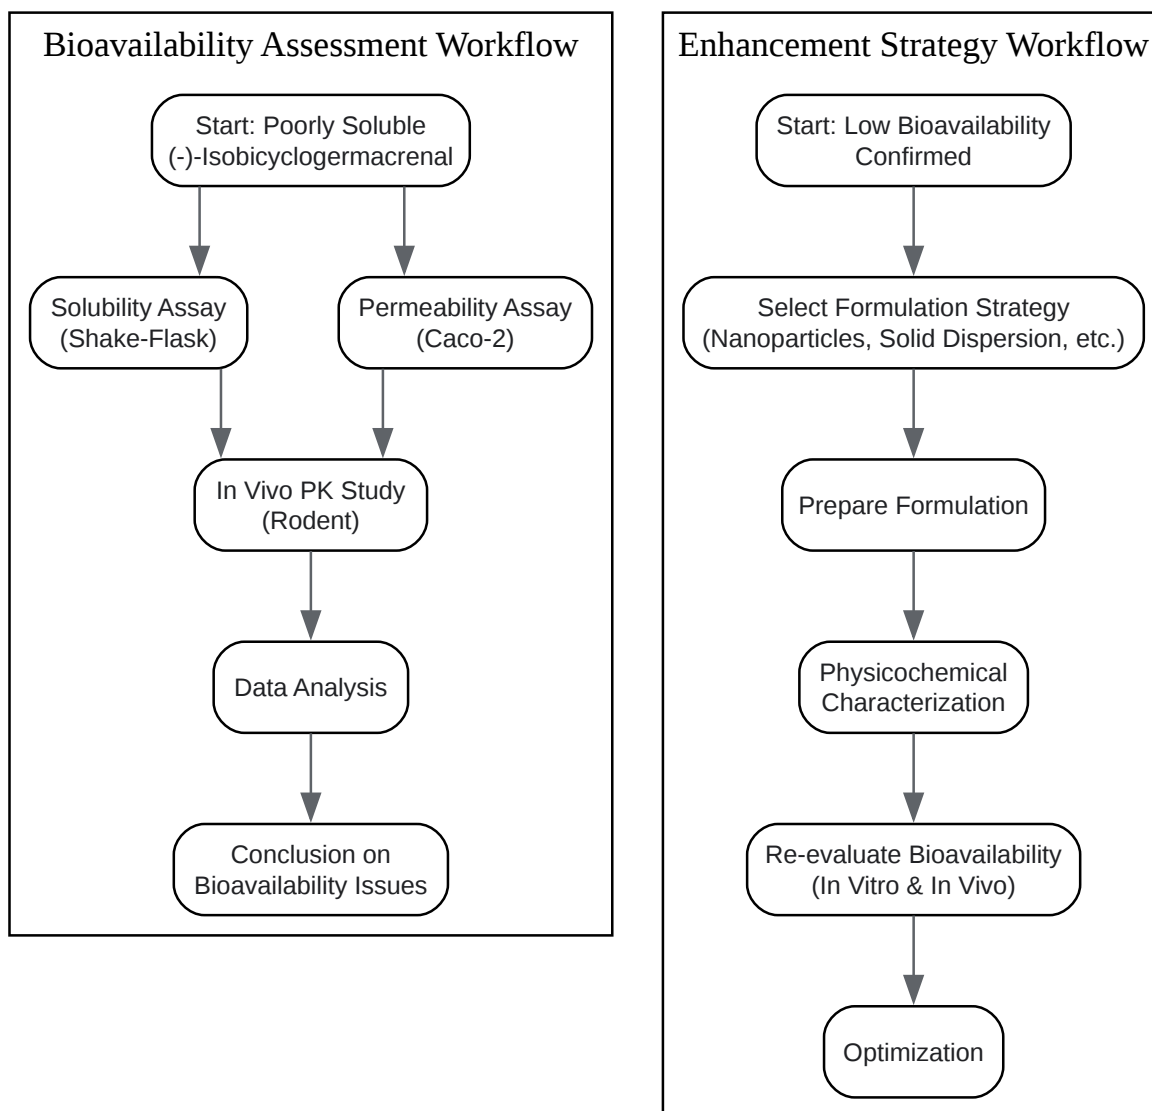 Bioavailability Assessment Workflow
Start: Poorly Soluble
(-)-Isobicyclogermacrenal
Solubility Assay
(Shake-Flask)
Permeability Assay
(Caco-2)
In Vivo PK Study
(Rodent)
Data Analysis
Conclusion on
Bioavailability Issues
Enhancement Strategy Workflow
Start: Low Bioavailability
Confirmed
Select Formulation Strategy
(Nanoparticles, Solid Dispersion, etc.)
Prepare Formulation
Physicochemical
Characterization
Re-evaluate Bioavailability
(In Vitro & In Vivo)
Optimization